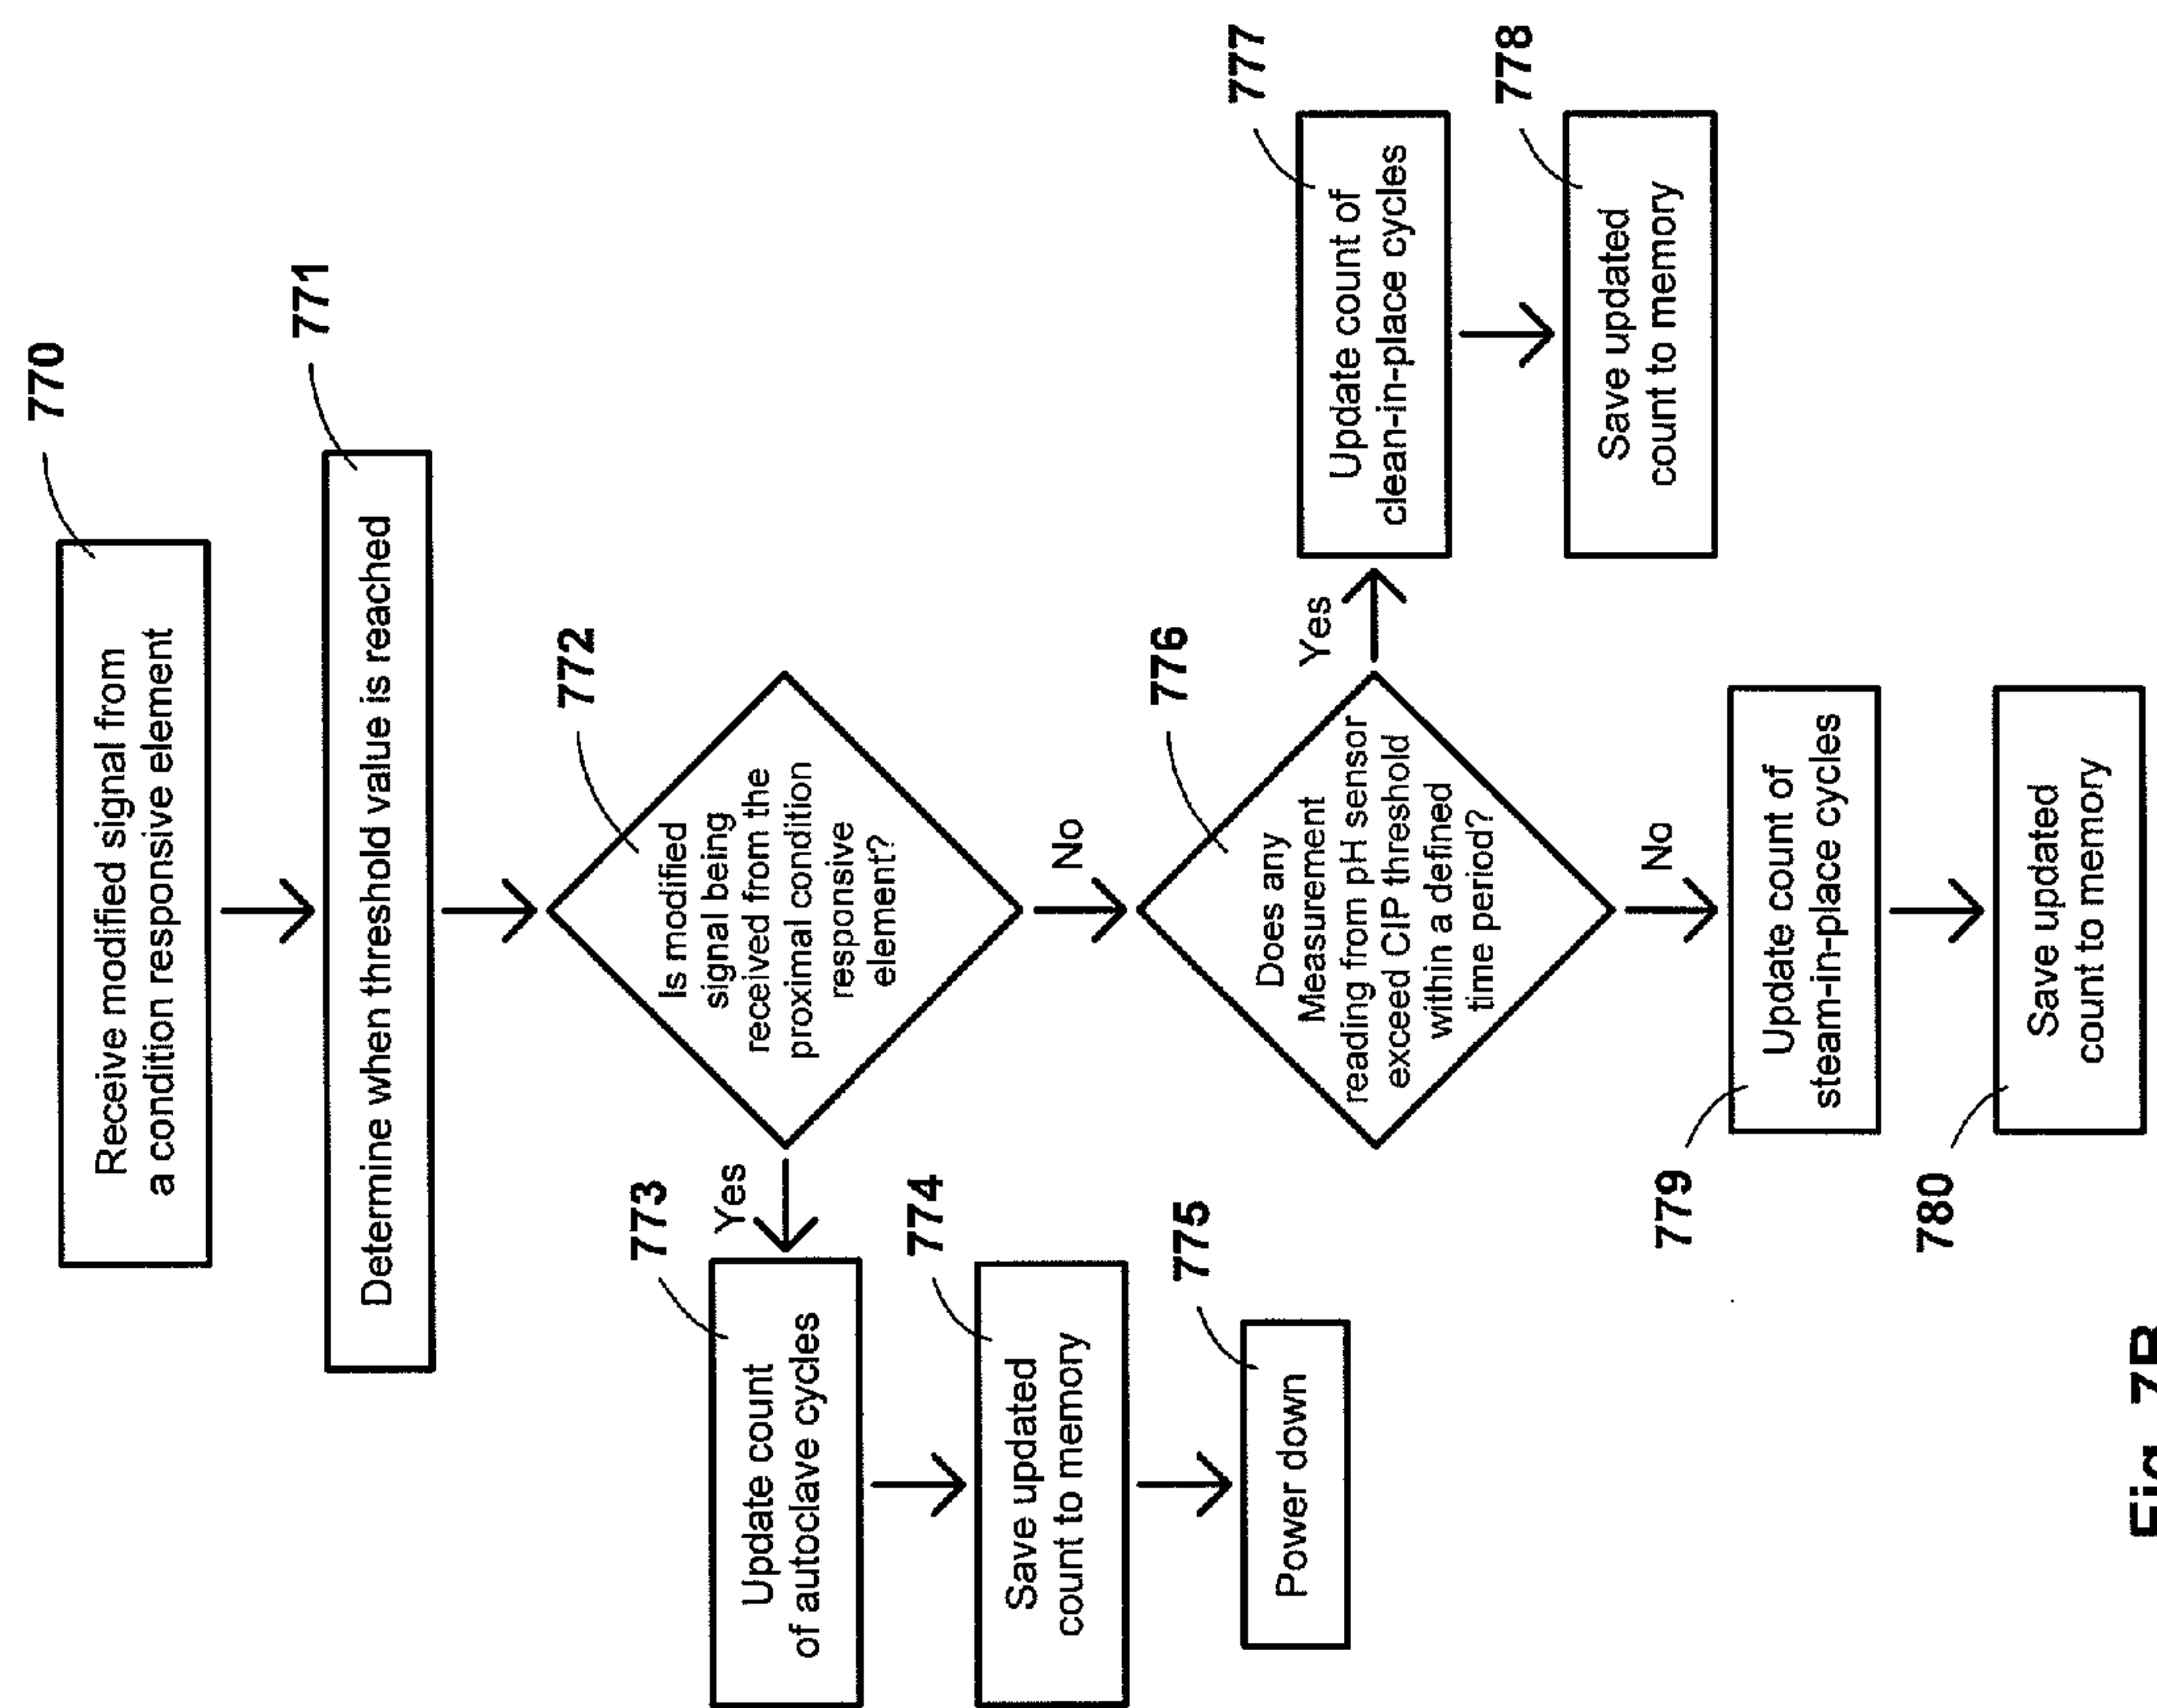 770
Receive modified signal from
a condition responsive element
771
Determine when threshold value is reached
772
Is modified
signal being
received from the
proximal condition
responsive
element?
Yes
No
773
Update count
of autoclave cycles
774
Save updated
count to memory
775
Power down
776
Does any
Measurement
reading from pH sensor
exceed CIP threshold
within a defined
time period?
Yes
No
777
Update count of
clean-in-place cycles
778
Save updated
count to memory
779
Update count of
steam-in-place cycles
780
Save updated
count to memory
Fig. 7B